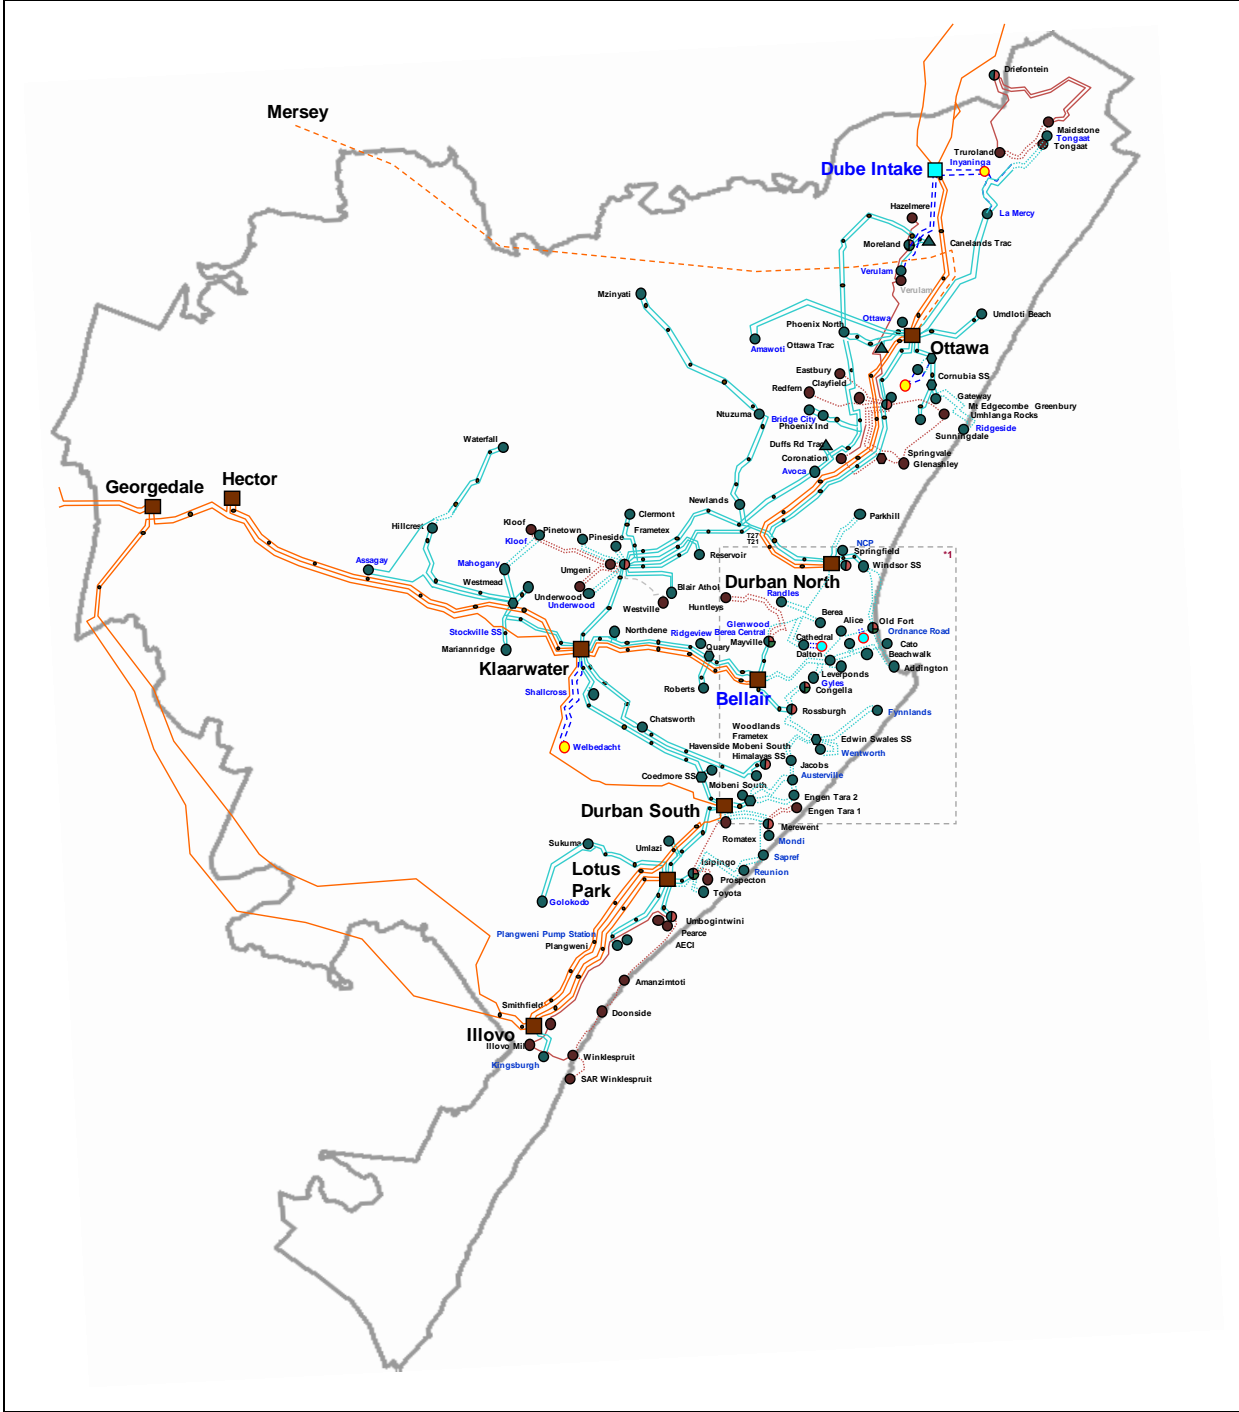 Driefontein
Mersey
Maidstone
Tongaat
Tongaat
Truroland
Inyaninga
Dube Intake
Hazelmere
La Mercy
Moreland
Canelands Trac
Verulam
Verulam
Mzinyati
Umdloti Beach
Ottawa
Phoenix North
Amawoti
Ottawa Trac
Ottawa
Eastbury
Cornubia SS
Clayfield
Redfern
Gateway
Mt Edgecombe Greenbury
Umhlanga Rocks
Ntuzuma
Bridge City
Phoenix Ind
Ridgeside
Sunningdale
Waterfall
Duffs Rd Trac
Springvale
Coronation
Glenashley
Avoca
Hector
Georgedale
Newlands
Clermont
Parkhill
Hillcrest
Kloof
Pinetown
Frametex
Pineside
Kloof
T27
T21
NCP
Springfield
*1
Reservoir
Assagay
Mahogany
Umgeni
Windsor SS
Durban North
Westmead
Blair Athol
Randles
Underwood
Underwood
Westville
Huntleys
Berea
Alice
Old Fort
Glenwood
Stockville SS
Northdene
Ridgeview
Berea Central
Ordnance Road
Cathedral
Mayville
Cato
Mariannridge
Quary
Dalton
Beachwalk
Klaarwater
Addington
Leverponds
Gyles
Shallcross
Roberts
Congella
Bellair
Rossburgh
Fynnlands
Chatsworth
Woodlands
Frametex
Edwin Swales SS
Welbedacht
Havenside
Mobeni South
Wentworth
Himalayas SS
Jacobs
Coedmore SS
Austerville
Mobeni South
Engen Tara 2
Durban South
Engen Tara 1
Merewent
Romatex
Mondi
Sukuma
Umlazi
Sapref
Isipingo
Lotus
Park
Reunion
Prospecton
Toyota
Golokodo
Umbogintwini
Plangweni Pump Station
Pearce
Plangweni
AECI
Amanzimtoti
Smithfield
Doonside
Illovo
Illovo Mill
Winklespruit
Kingsburgh
SAR Winklespruit